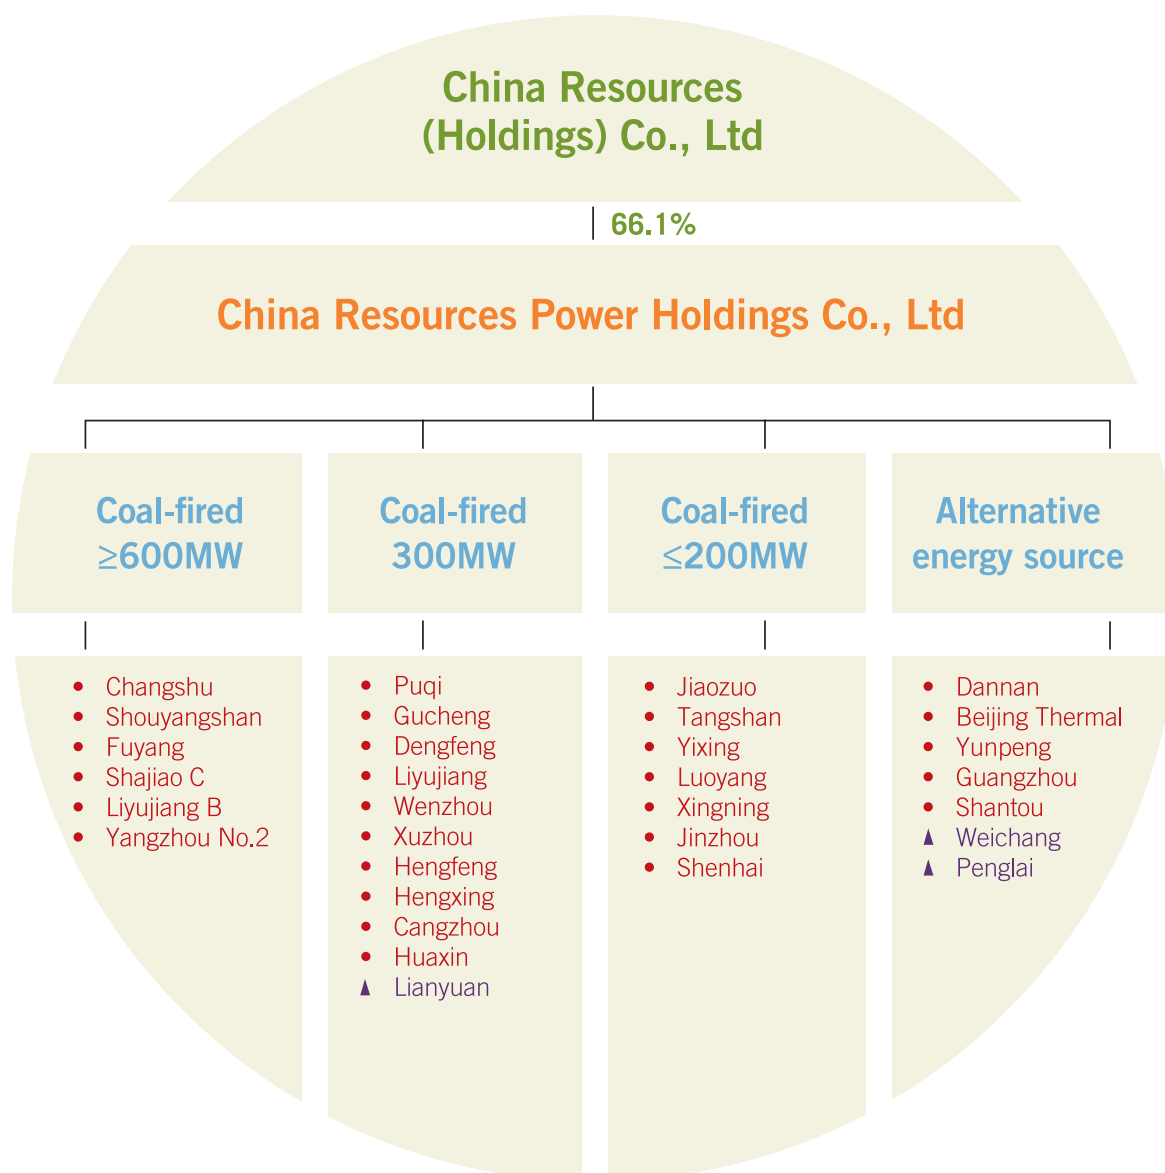 China Resources
(Holdings) Co., Ltd
66.1%
China Resources Power Holdings Co., Ltd
Coal-fired
≥600MW
Coal-fired
300MW
Coal-fired
≤200MW
Alternative
energy source
• Changshu
• Shouyangshan
• Fuyang
• Shajiao C
• Liyujiang B
• Yangzhou No.2
• Puqi
• Gucheng
• Dengfeng
• Liyujiang
• Wenzhou
• Xuzhou
• Hengfeng
• Hengxing
• Cangzhou
• Huaxin
▲ Lianyuan
• Jiaozuo
• Tangshan
• Yixing
• Luoyang
• Xingning
• Jinzhou
• Shenhai
• Dannan
• Beijing Thermal
• Yunpeng
• Guangzhou
• Shantou
▲ Weichang
▲ Penglai